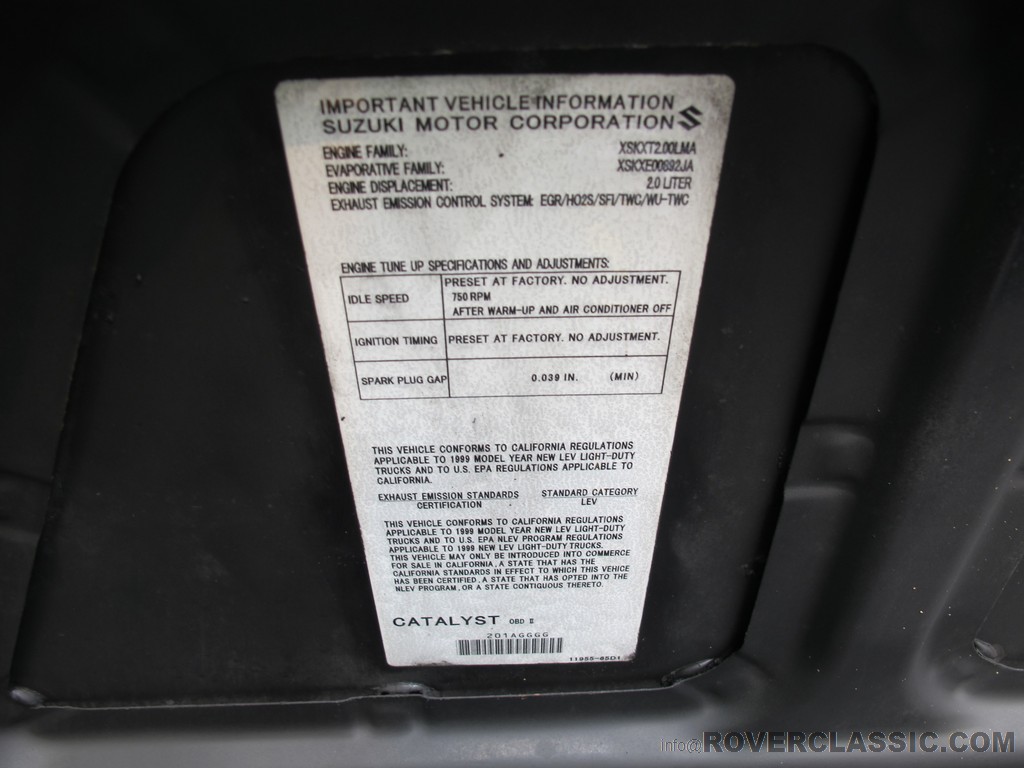 IMPORTANT VEHICLE INFORMATION
SUZUKI MOTOR CORPORATION
ENGINE FAMILY: XSKXT2.00LMA
EVAPORATIVE FAMILY: XSKXE00692JA
ENGINE DISPLACEMENT: 2.0 LITER
EXHAUST EMISSION CONTROL SYSTEM: EGR/HO2S/SFI/TWC/WU-TWC
ENGINE TUNE UP SPECIFICATIONS AND ADJUSTMENTS:
IDLE SPEED
PRESET AT FACTORY. NO ADJUSTMENT.
750 RPM
AFTER WARM-UP AND AIR CONDITIONER OFF
IGNITION TIMING PRESET AT FACTORY. NO ADJUSTMENT.
SPARK PLUG GAP 0.039 IN. (MIN)
THIS VEHICLE CONFORMS TO CALIFORNIA REGULATIONS
APPLICABLE TO 1999 MODEL YEAR NEW LEV LIGHT-DUTY
TRUCKS AND TO U.S. EPA REGULATIONS APPLICABLE TO
CALIFORNIA.
EXHAUST EMISSION STANDARDS STANDARD CATEGORY
CERTIFICATION LEV
THIS VEHICLE CONFORMS TO CALIFORNIA REGULATIONS
APPLICABLE TO 1999 MODEL YEAR NEW LEV LIGHT-DUTY
TRUCKS AND TO U.S. EPA NLEV PROGRAM REGULATIONS
APPLICABLE TO 1999 NEW LEV LIGHT-DUTY TRUCKS.
THIS VEHICLE MAY ONLY BE INTRODUCED INTO COMMERCE
FOR SALE IN CALIFORNIA, A STATE THAT HAS THE
CALIFORNIA STANDARDS IN EFFECT TO WHICH THIS VEHICE
HAS BEEN CERTIFIED, A STATE THAT HAS OPTED INTO THE
NLEV PROGRAM, OR A STATE CONTIGUOUS THERETO.
CATALYST OBD II
201AGGGG
11955-65D1
info@ROVERCLASSIC.COM